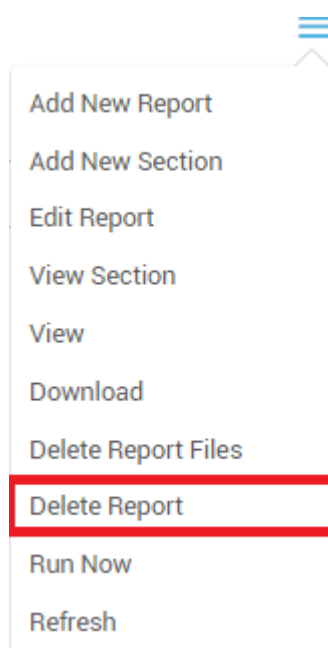 Add New Report
Add New Section
Edit Report
View Section
View
Download
Delete Report Files
Delete Report
Run Now
Refresh